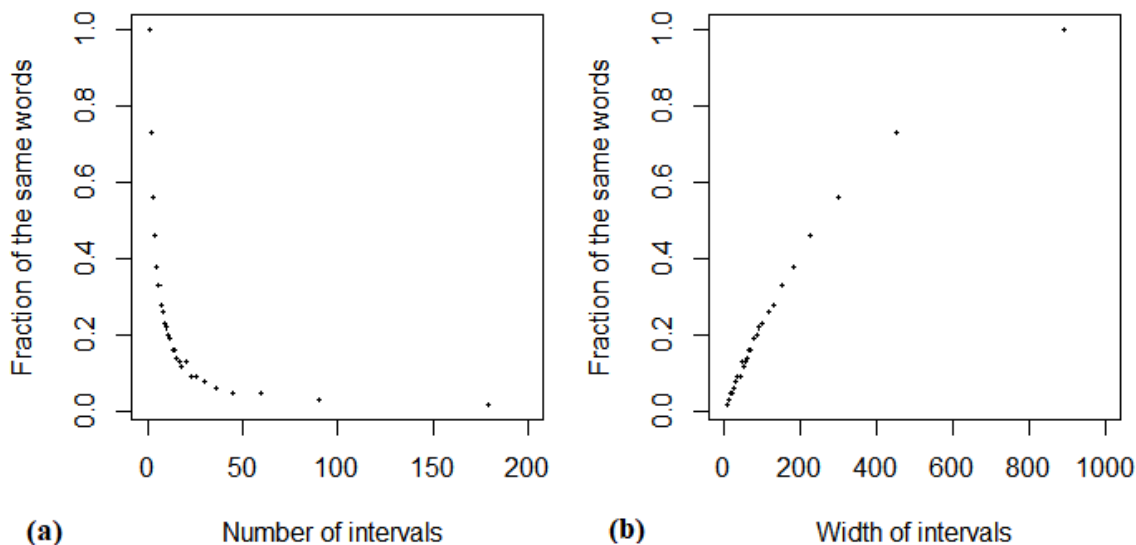 Fraction of the same words
1.0
0.8
0.6
0.4
0.2
0.0
0 50 100 150 200
(a) Number of intervals
Fraction of the same words
1.0
0.8
0.6
0.4
0.2
0.0
0 200 400 600 800 1000
(b) Width of intervals